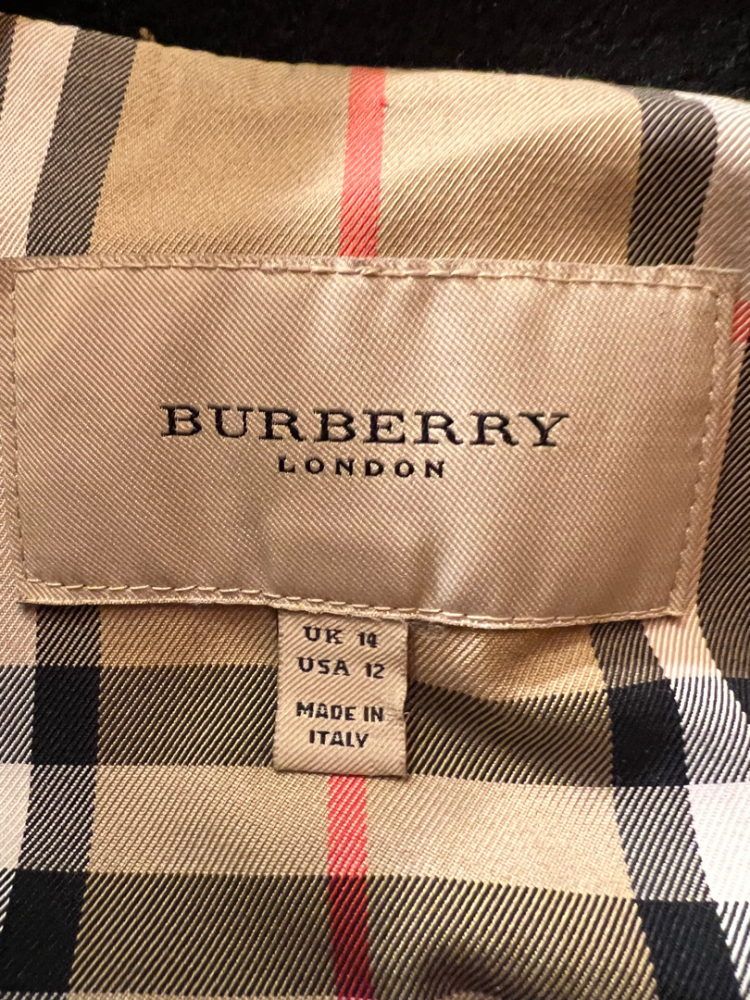 BURBERRY
LONDON
UK 14
USA 12
MADE IN
ITALY